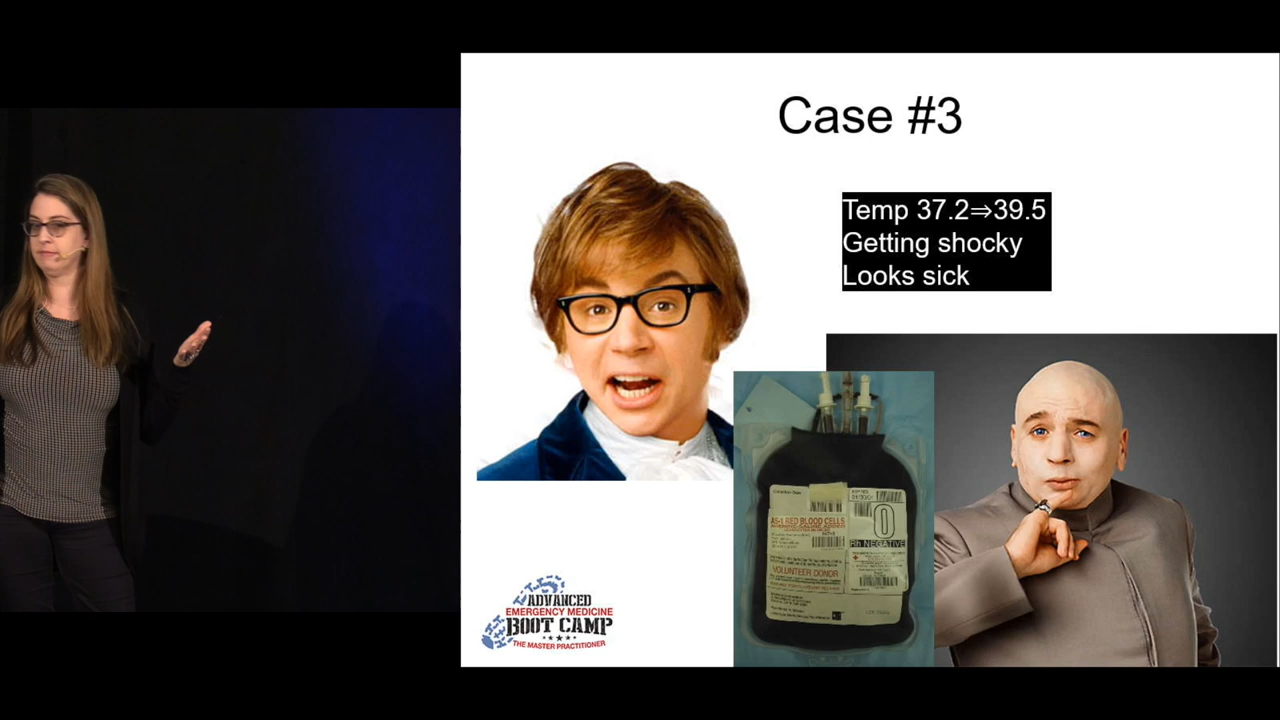 Case #3
Temp 37.2⇒39.5
Getting shocky
Looks sick
AS-1 RED BLOOD CELLS
O
Rh NEGATIVE
VOLUNTEER DONOR
ADVANCED
EMERGENCY MEDICINE
BOOT CAMP
THE MASTER PRACTITIONER